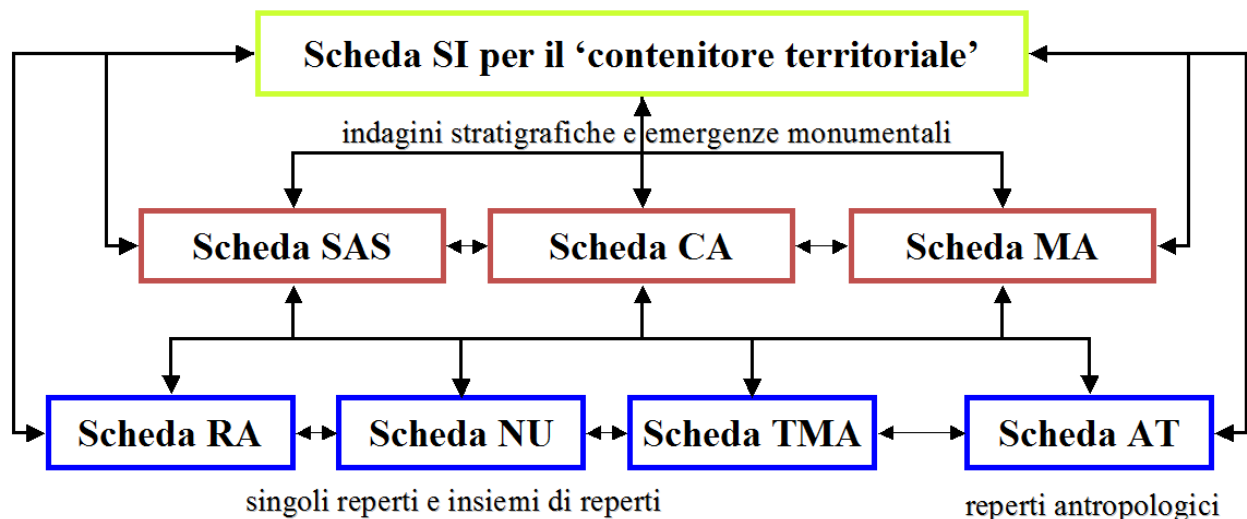 Scheda SI per il ‘contenitore territoriale’
indagini stratigrafiche e emergenze monumentali
Scheda SAS
Scheda CA
Scheda MA
Scheda RA
Scheda NU
Scheda TMA
Scheda AT
singoli reperti e insiemi di reperti
reperti antropologici